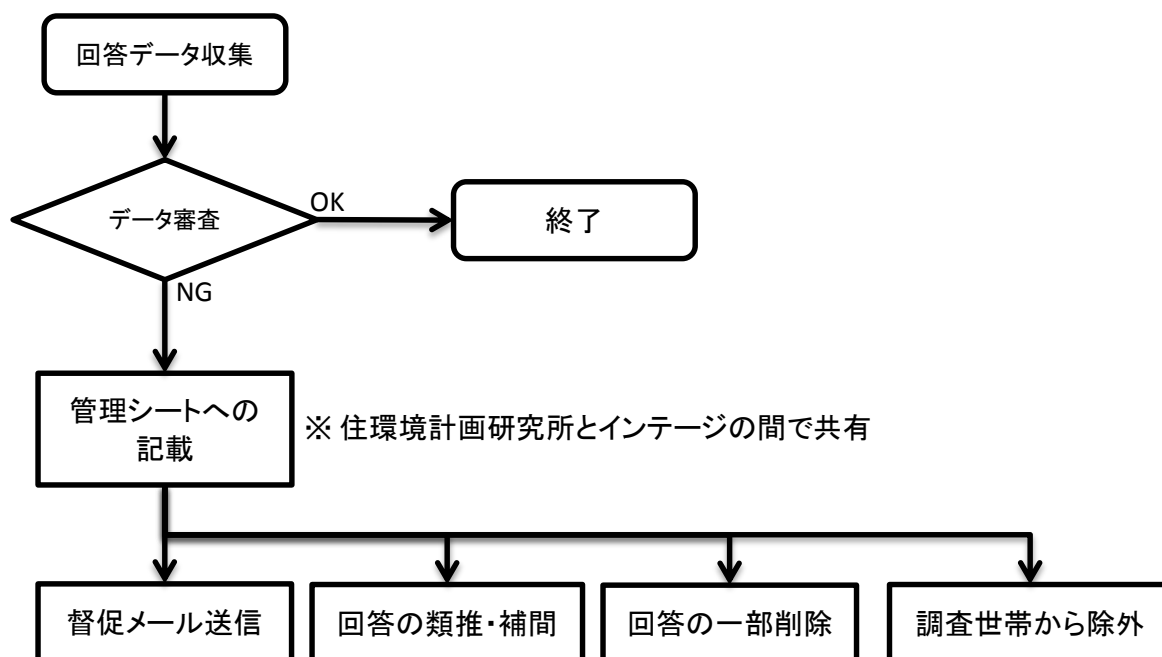 回答データ収集
データ審査
OK
終了
NG
管理シートへの
記載
※ 住環境計画研究所とインテージの間で共有
督促メール送信
回答の類推・補間
回答の一部削除
調査世帯から除外